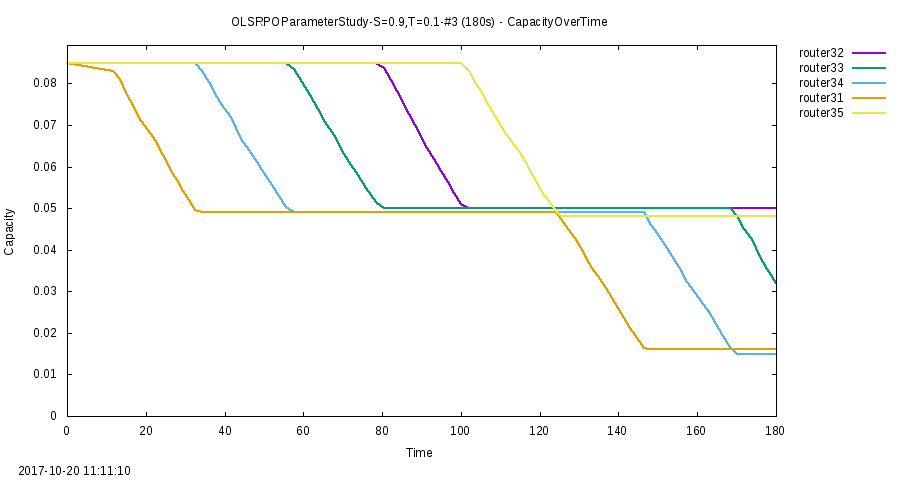 OLSRPOParameterStudy-S=0.9,T=0.1-#3 (180s) - CapacityOverTime
router32
router33
router34
router31
router35
0.08
0.07
0.06
0.05
0.04
0.03
0.02
0.01
0
Capacity
0 20 40 60 80 100 120 140 160 180
Time
2017-10-20 11:11:10